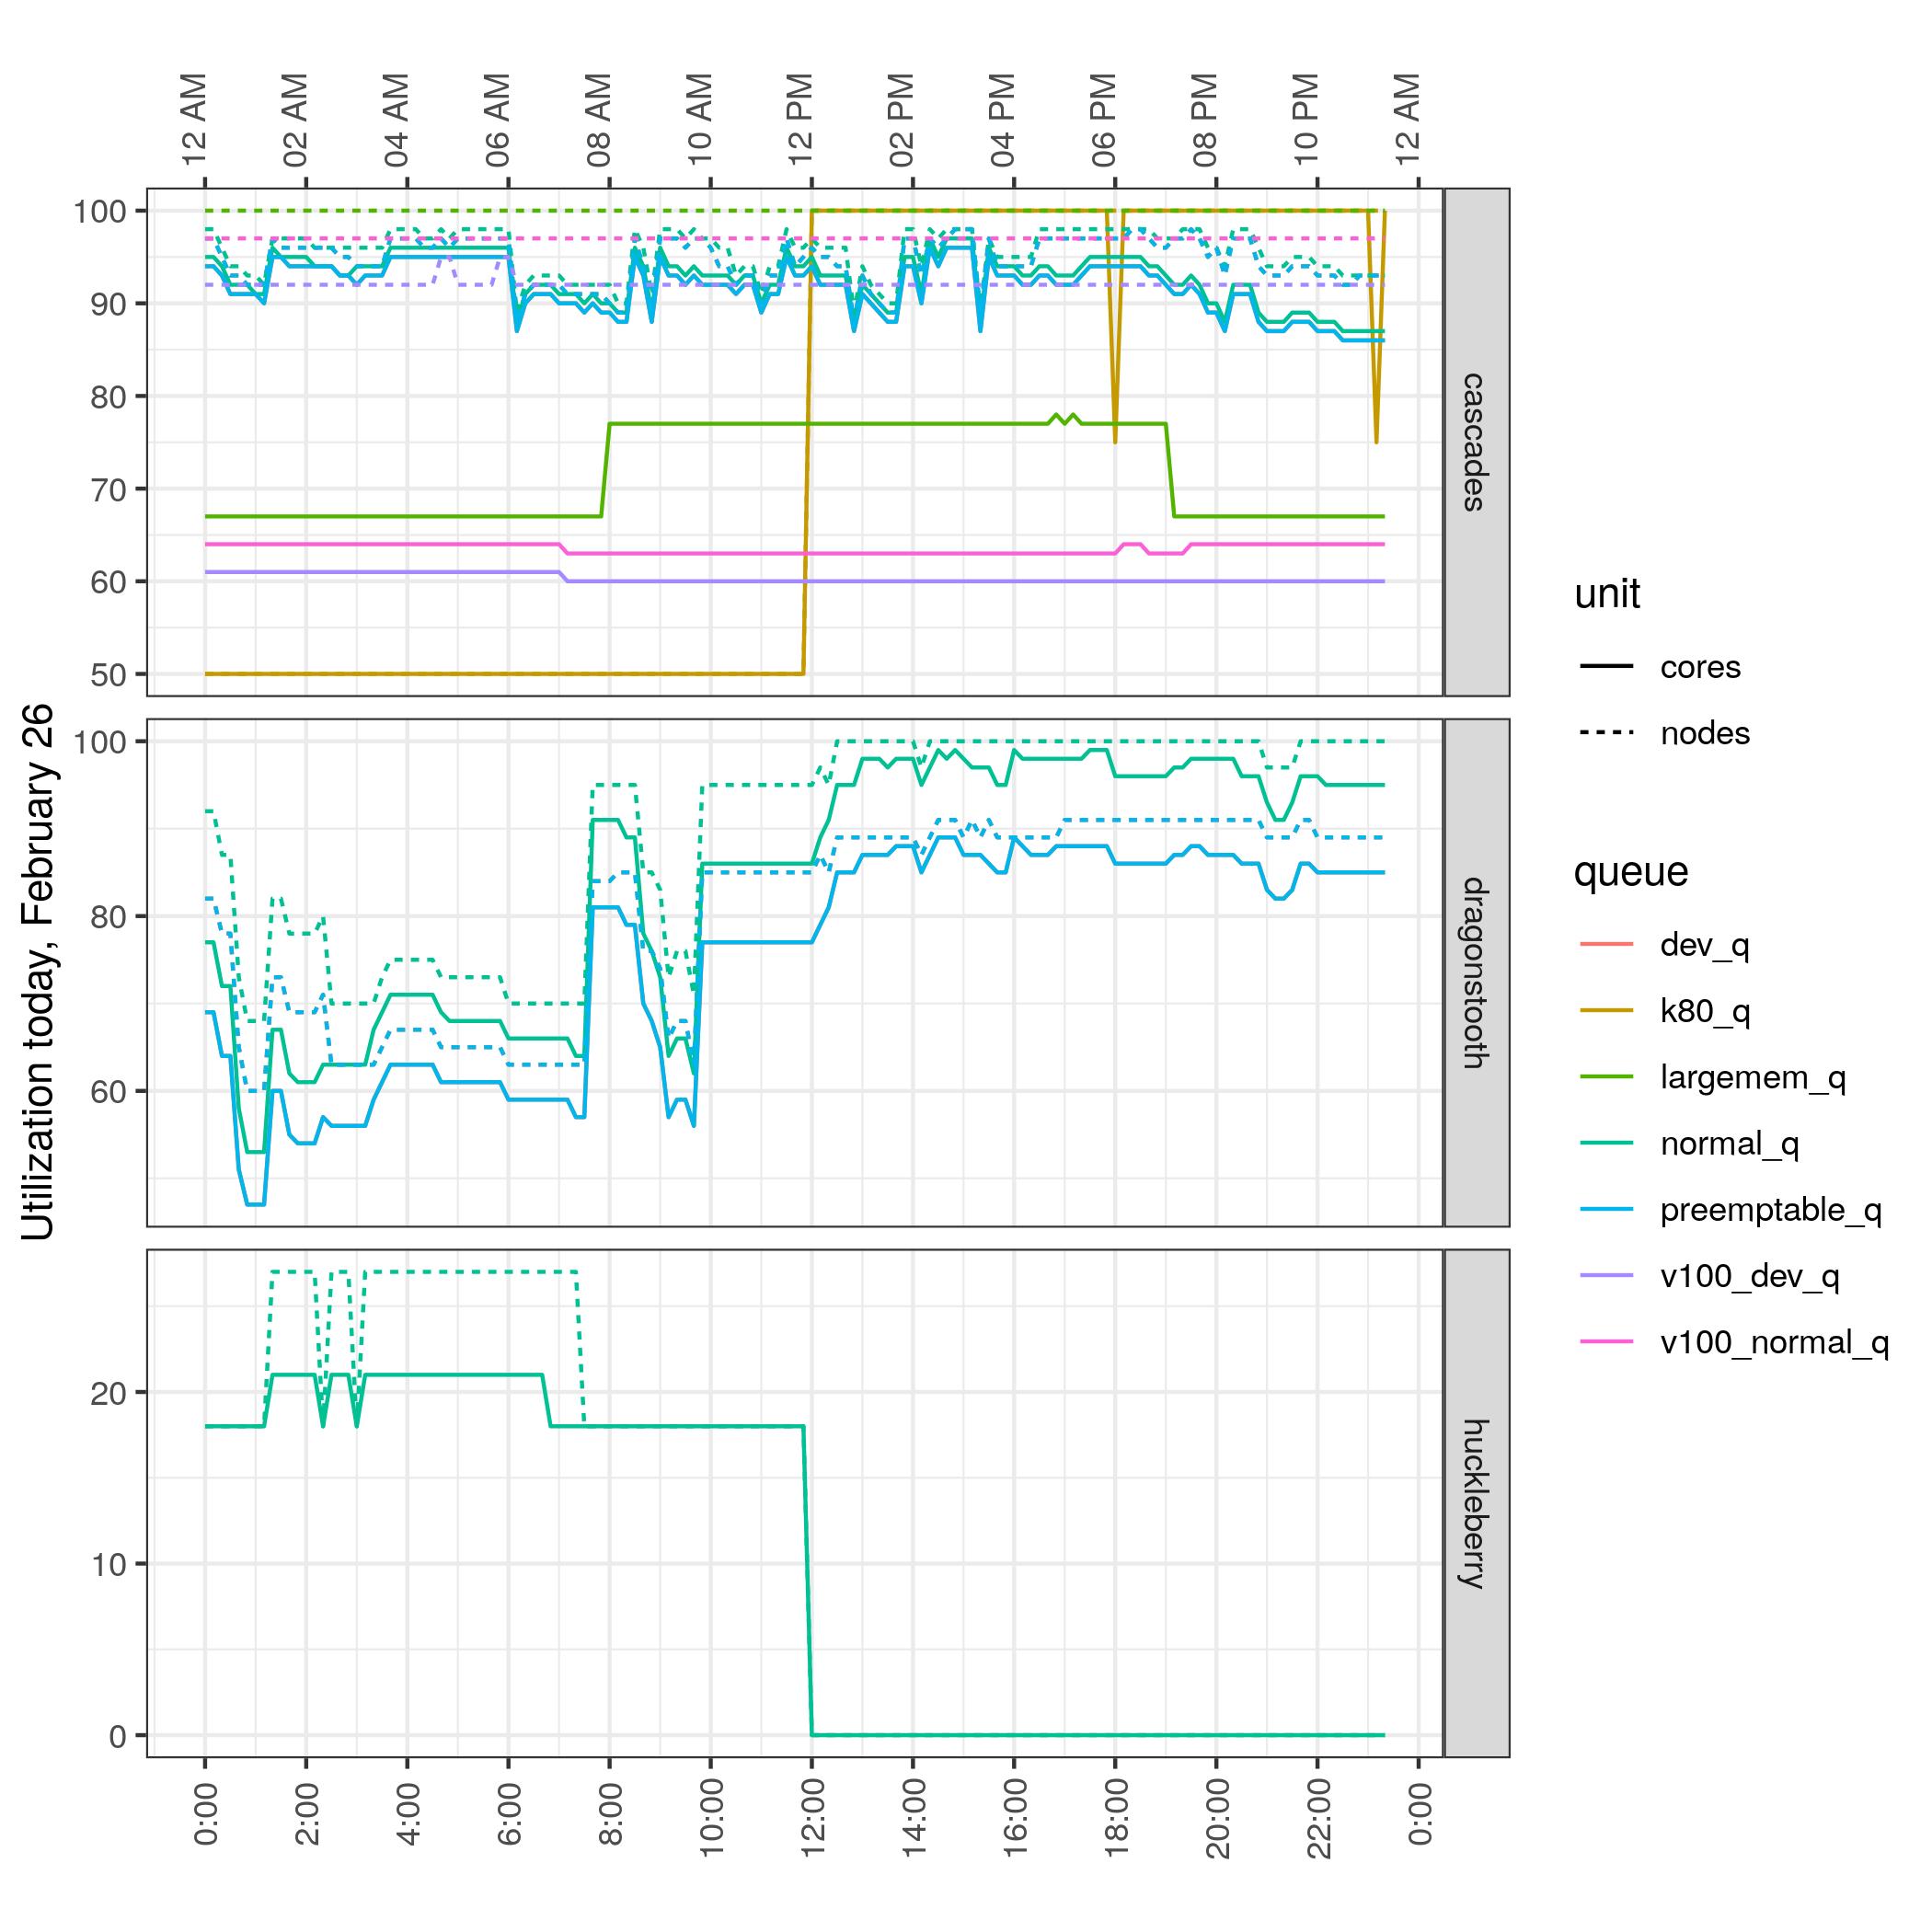 12 AM
02 AM
04 AM
06 AM
08 AM
10 AM
12 PM
02 PM
04 PM
06 PM
08 PM
10 PM
12 AM
Utilization today, February 26
100
90
80
70
60
50
cascades
100
80
60
dragonstooth
20
10
0
huckleberry
0:00
2:00
4:00
6:00
8:00
10:00
12:00
14:00
16:00
18:00
20:00
22:00
0:00
unit
cores
nodes
queue
dev_q
k80_q
largemem_q
normal_q
preemptable_q
v100_dev_q
v100_normal_q